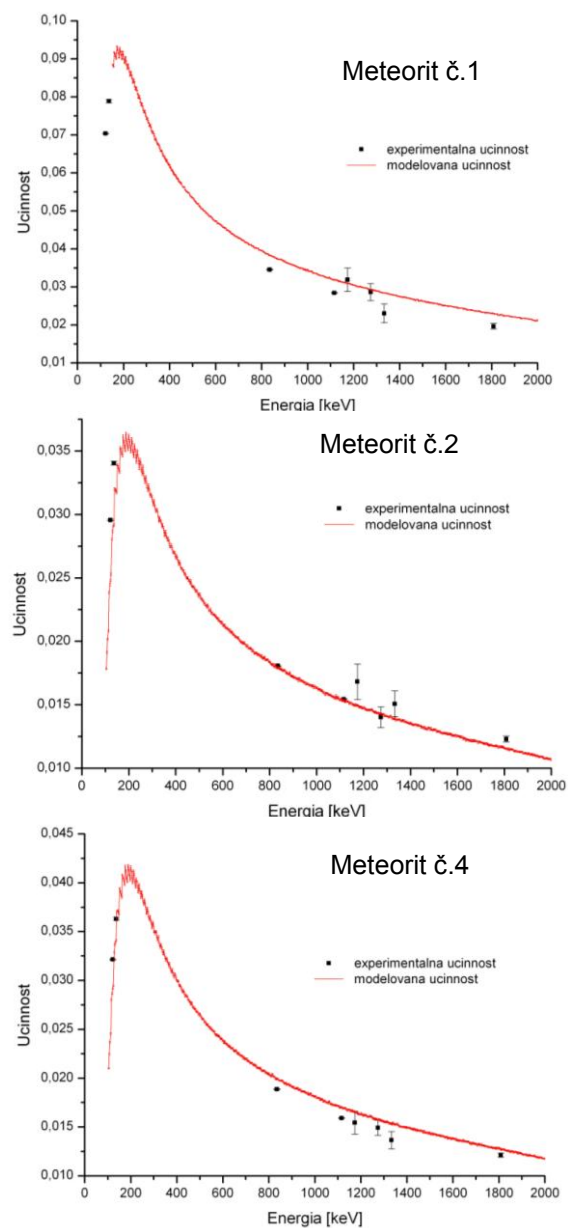 Meteorit č.1
0,10
0,09
0,08
0,07
0,06
0,05
0,04
0,03
0,02
0,01
Ucinnost
experimentalna ucinnost
modelovana ucinnost
0 200 400 600 800 1000 1200 1400 1600 1800 2000
Energia [keV]
Meteorit č.2
0,035
0,030
0,025
0,020
0,015
0,010
Ucinnost
experimentalna ucinnost
modelovana ucinnost
0 200 400 600 800 1000 1200 1400 1600 1800 2000
Energia [keV]
Meteorit č.4
0,045
0,040
0,035
0,030
0,025
0,020
0,015
0,010
Ucinnost
experimentalna ucinnost
modelovana ucinnost
0 200 400 600 800 1000 1200 1400 1600 1800 2000
Energia [keV]